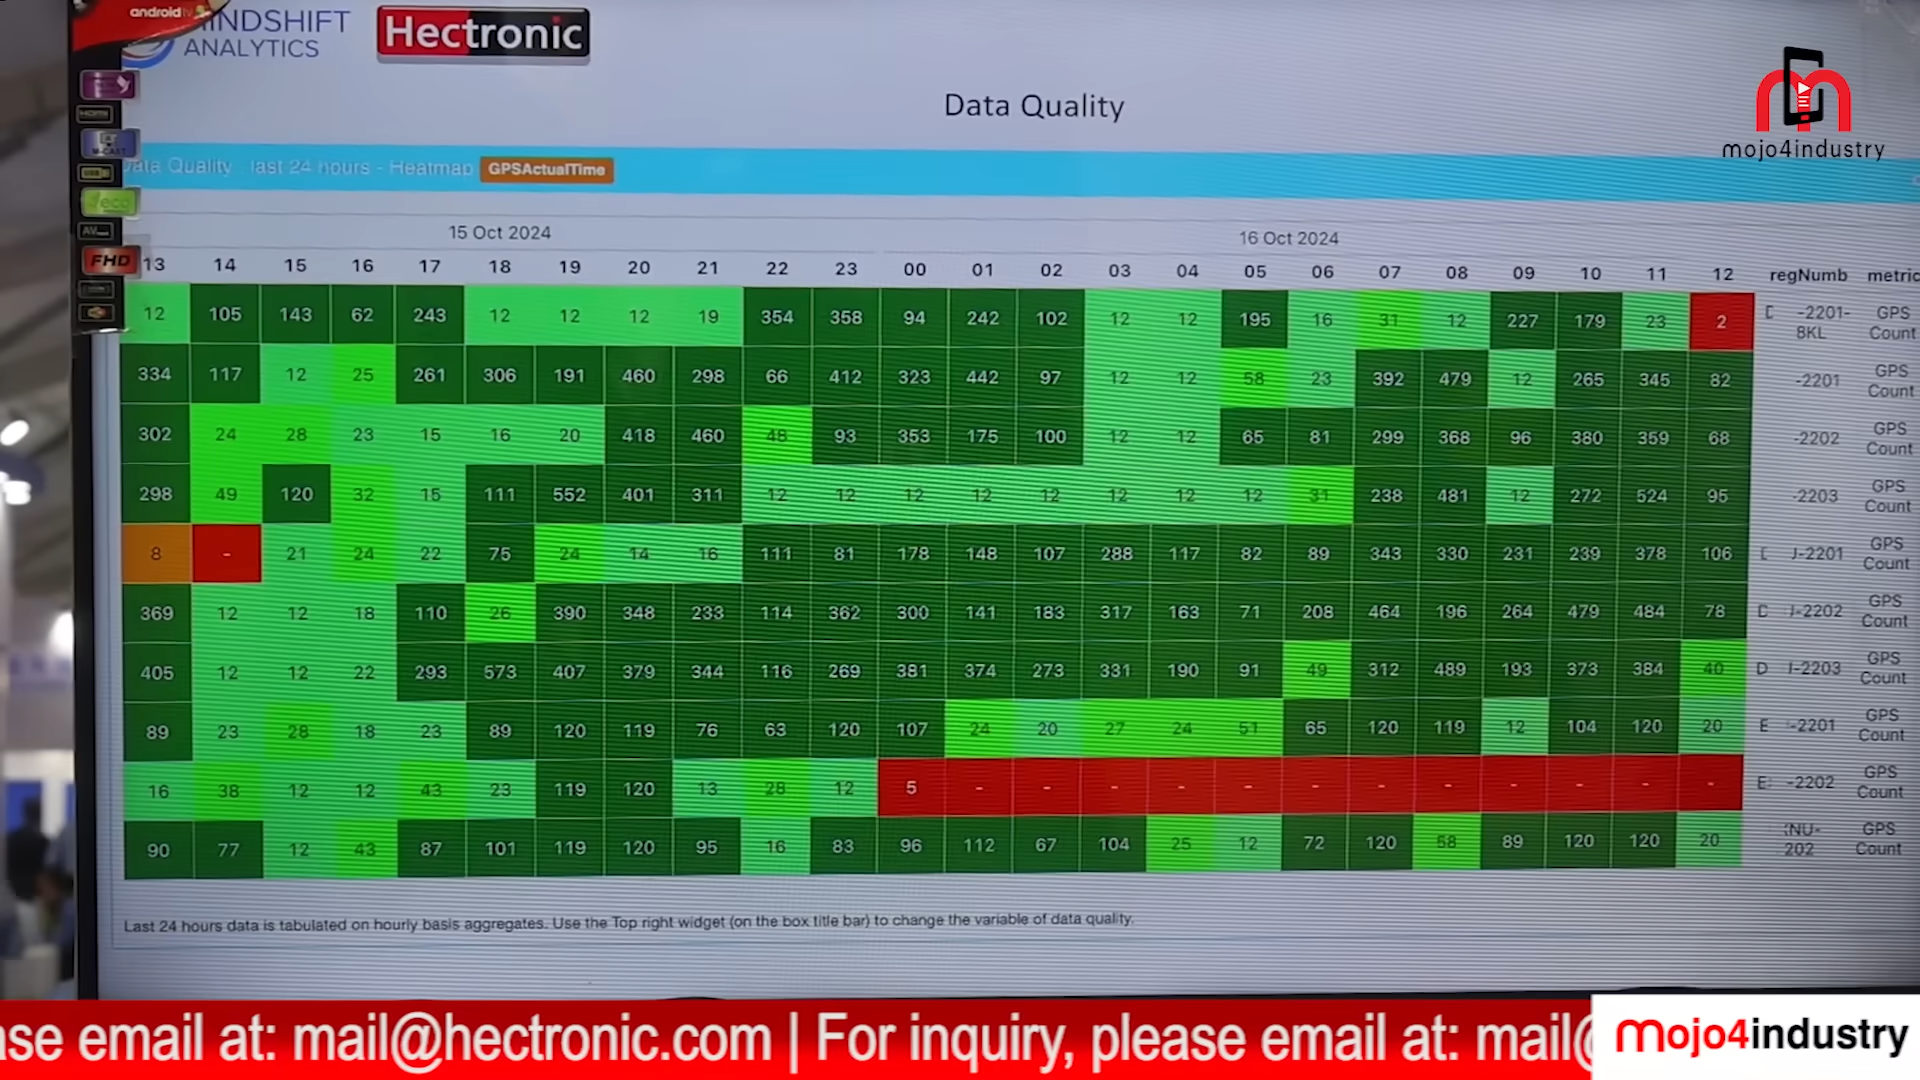 androidtv
MINDSHIFT
ANALYTICS
Hectronic
mojo4industry
HDMI
M-CAST
USB
eco
AV
FHD
Data Quality
Data Quality - last 24 hours - Heatmap GPSActualTime
15 Oct 2024 16 Oct 2024
13 14 15 16 17 18 19 20 21 22 23 00 01 02 03 04 05 06 07 08 09 10 11 12 regNumb metric
12 105 143 62 243 12 12 12 19 354 358 94 242 102 12 12 195 16 31 12 227 179 23 2 -2201-BKL GPS Count
334 117 12 25 261 306 191 460 298 66 412 323 442 97 12 12 58 23 392 479 12 265 345 82 -2201 GPS Count
302 24 28 23 15 16 20 418 460 48 93 353 175 100 12 12 65 81 299 368 96 380 359 68 -2202 GPS Count
298 49 120 32 15 111 552 401 311 12 12 12 12 12 12 12 12 31 238 481 12 272 524 95 -2203 GPS Count
8 - 21 24 22 75 24 14 16 111 81 178 148 107 288 117 82 89 343 330 231 239 378 106 J-2201 GPS Count
369 12 12 18 110 26 390 348 233 114 362 300 141 183 317 163 71 208 464 196 264 479 484 78 J-2202 GPS Count
405 12 12 22 293 573 407 379 344 116 269 381 374 273 331 190 91 49 312 489 193 373 384 40 D -2203 GPS Count
89 23 28 18 23 89 120 119 76 63 120 107 24 20 27 24 51 65 120 119 12 104 120 20 E -2201 GPS Count
16 38 12 12 43 23 119 120 13 28 12 5 - - - - - - - - - - - - E -2202 GPS Count
90 77 12 43 87 101 119 120 95 16 83 96 112 67 104 25 12 72 120 58 89 120 120 20 NU-202 GPS Count
Last 24 hours data is tabulated on hourly basis aggregates. Use the Top right widget (on the box title bar) to change the variable of data quality.
ase email at: mail@hectronic.com | For inquiry, please email at: mail@
mojo4industry